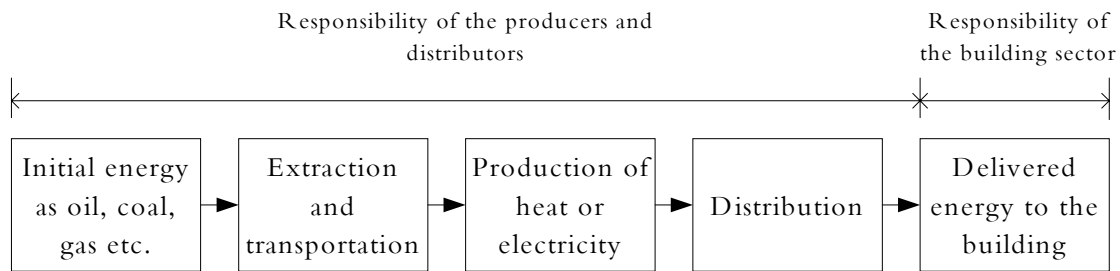 Responsibility of the producers and
distributors
Responsibility of
the building sector
Initial energy
as oil, coal,
gas etc.
Extraction
and
transportation
Production of
heat or
electricity
Distribution
Delivered
energy to the
building